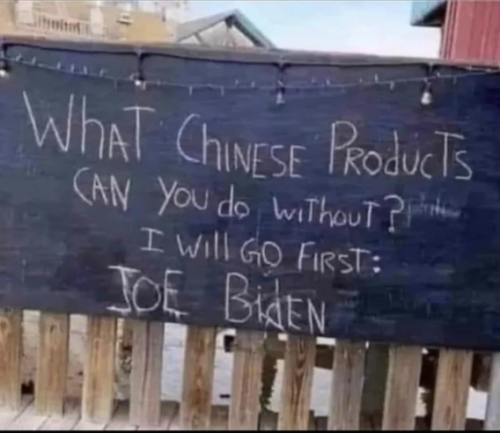 WHAT CHINESE PRODUCTS
CAN YOU do WITHOUT?
I WIll GO FIRST:
JOE BIDEN